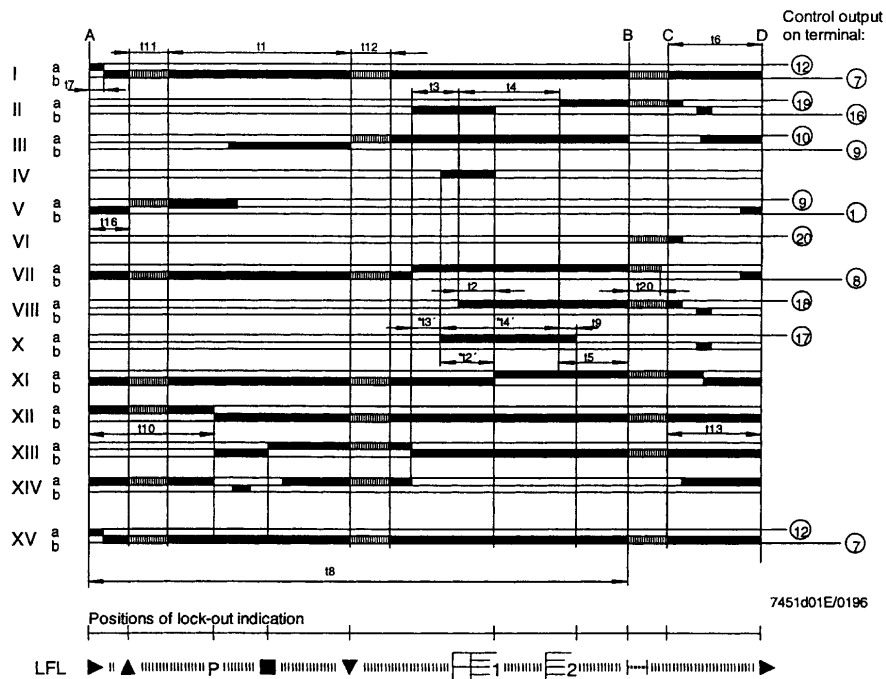 A t11 t1 t12 B C t6 D Control output
on terminal:
I a b t7 12 7
t3 t4
II a b 19 16
III a b 10 9
IV
V a b 9 1
t16
VI 20
VII a b 8
t2 t20
VIII a b 18
"t3´ "t4´ t9
X a b 17
"t2´ t5
XI a b
XII a b
t10 t13
XIII a b
XIV a b
XV a b 12 7
t8
7451d01E/0196
Positions of lock-out indication
LFL P 1 2